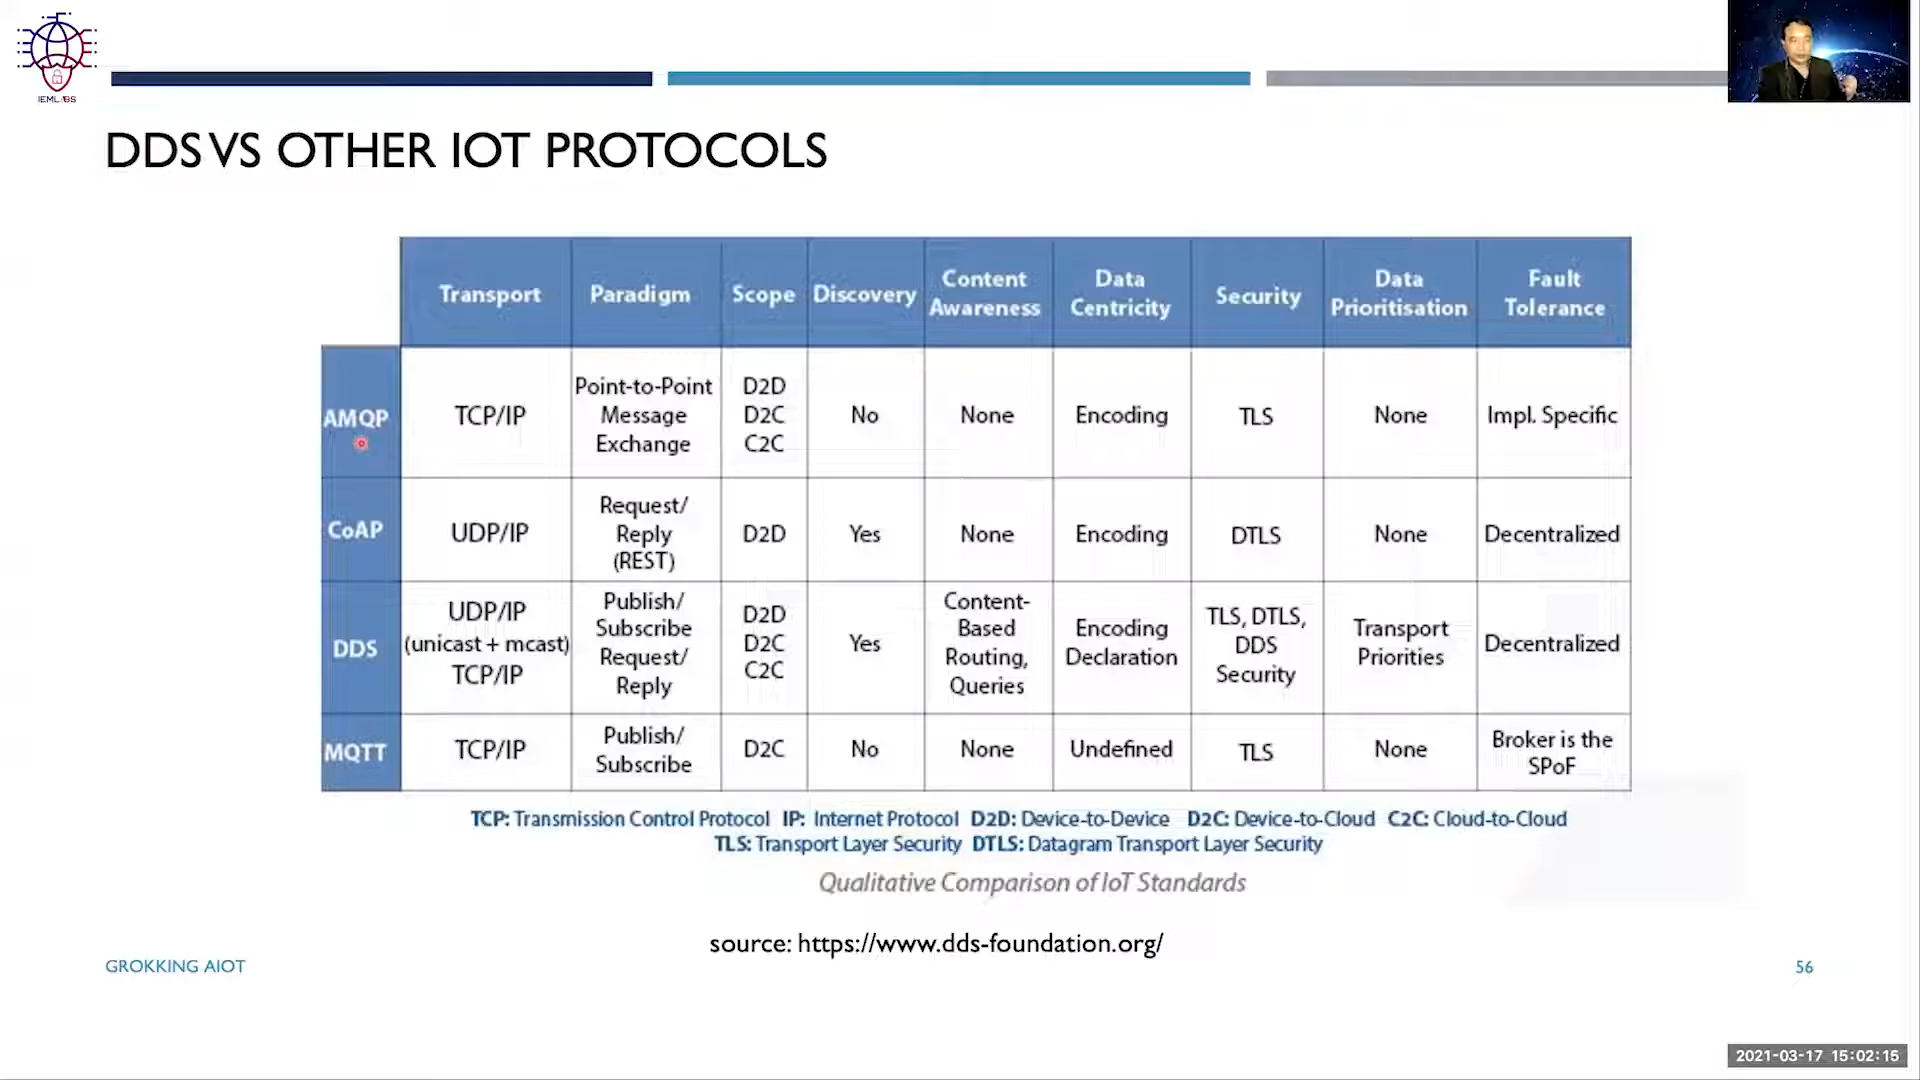 IEMLABS
DDS VS OTHER IOT PROTOCOLS
Transport Paradigm Scope Discovery Content Awareness Data Centricity Security Data Prioritisation Fault Tolerance
AMQP TCP/IP Point-to-Point Message Exchange D2D D2C C2C No None Encoding TLS None Impl. Specific
CoAP UDP/IP Request/ Reply (REST) D2D Yes None Encoding DTLS None Decentralized
DDS UDP/IP (unicast + mcast) TCP/IP Publish/ Subscribe Request/ Reply D2D D2C C2C Yes Content- Based Routing, Queries Encoding Declaration TLS, DTLS, DDS Security Transport Priorities Decentralized
MQTT TCP/IP Publish/ Subscribe D2C No None Undefined TLS None Broker is the SPoF
TCP: Transmission Control Protocol IP: Internet Protocol D2D: Device-to-Device D2C: Device-to-Cloud C2C: Cloud-to-Cloud
TLS: Transport Layer Security DTLS: Datagram Transport Layer Security
Qualitative Comparison of IoT Standards
source: https://www.dds-foundation.org/
GROKKING AIOT
56
2021-03-17 15:02:15